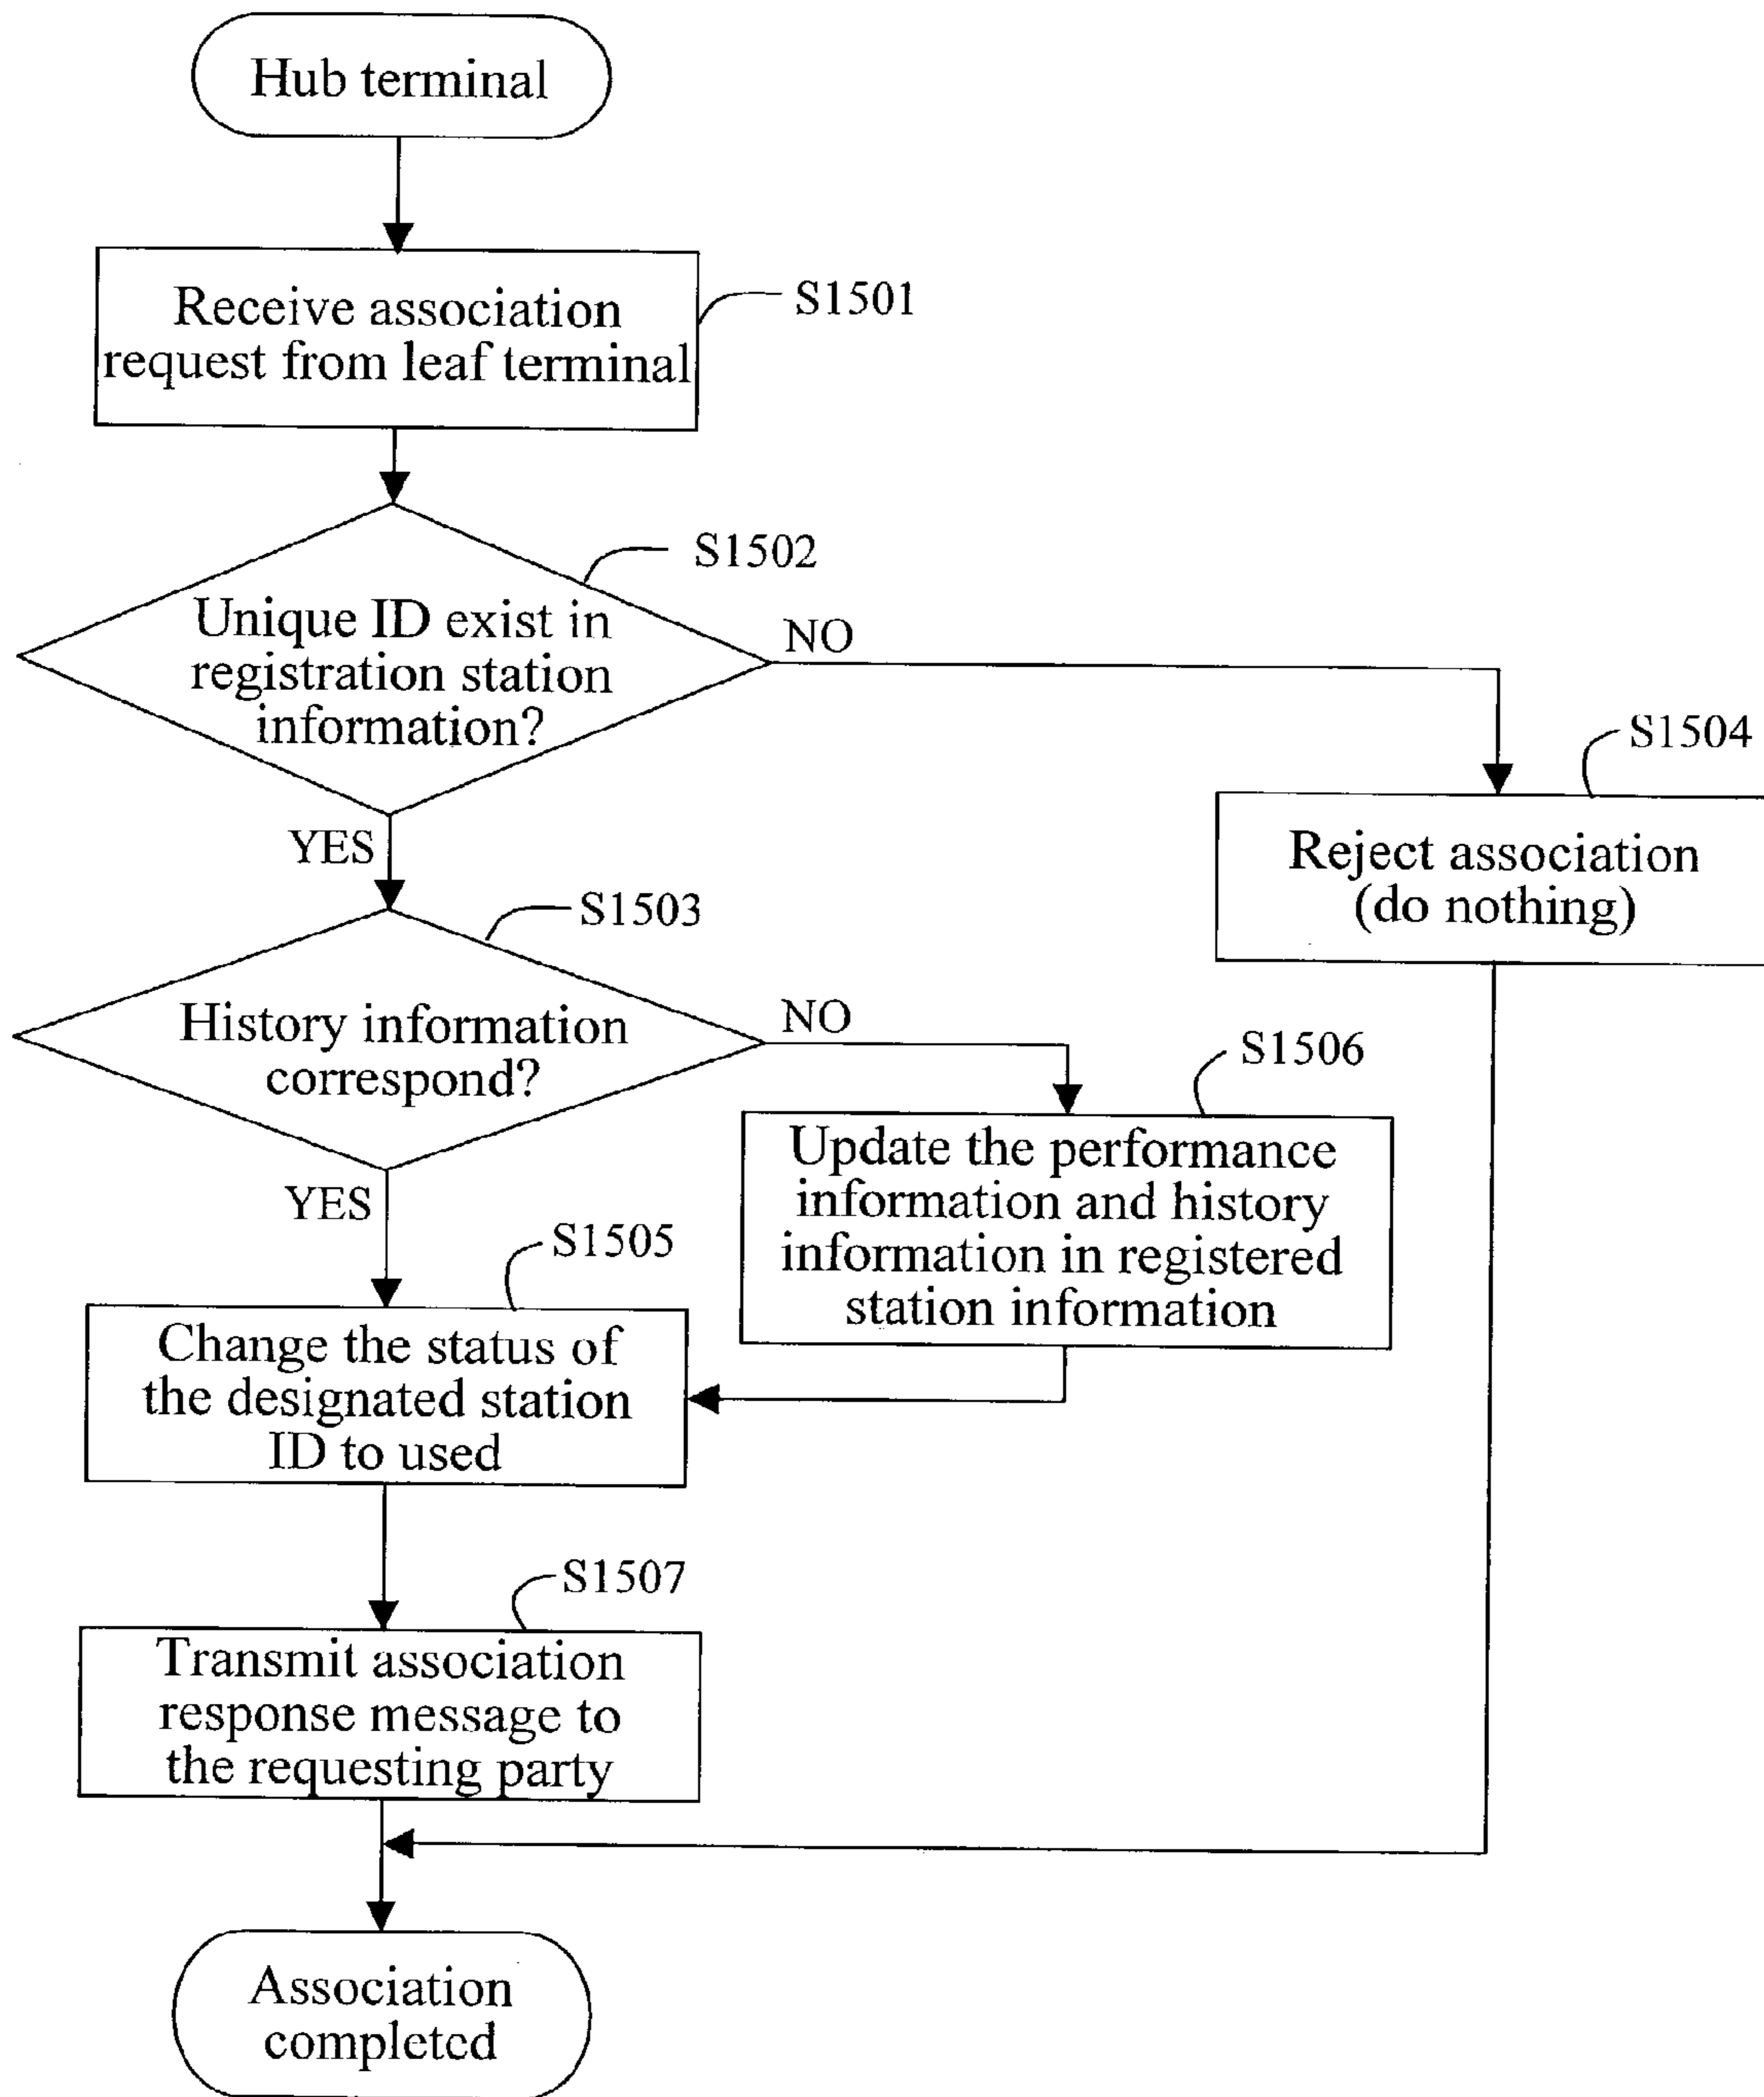 Hub terminal
Receive association
request from leaf terminal
S1501
S1502
Unique ID exist in
registration station
information?
NO
YES
S1504
Reject association
(do nothing)
S1503
History information
correspond?
NO
YES
S1506
Update the performance
information and history
information in registered
station information
S1505
Change the status of
the designated station
ID to used
S1507
Transmit association
response message to
the requesting party
Association
completed